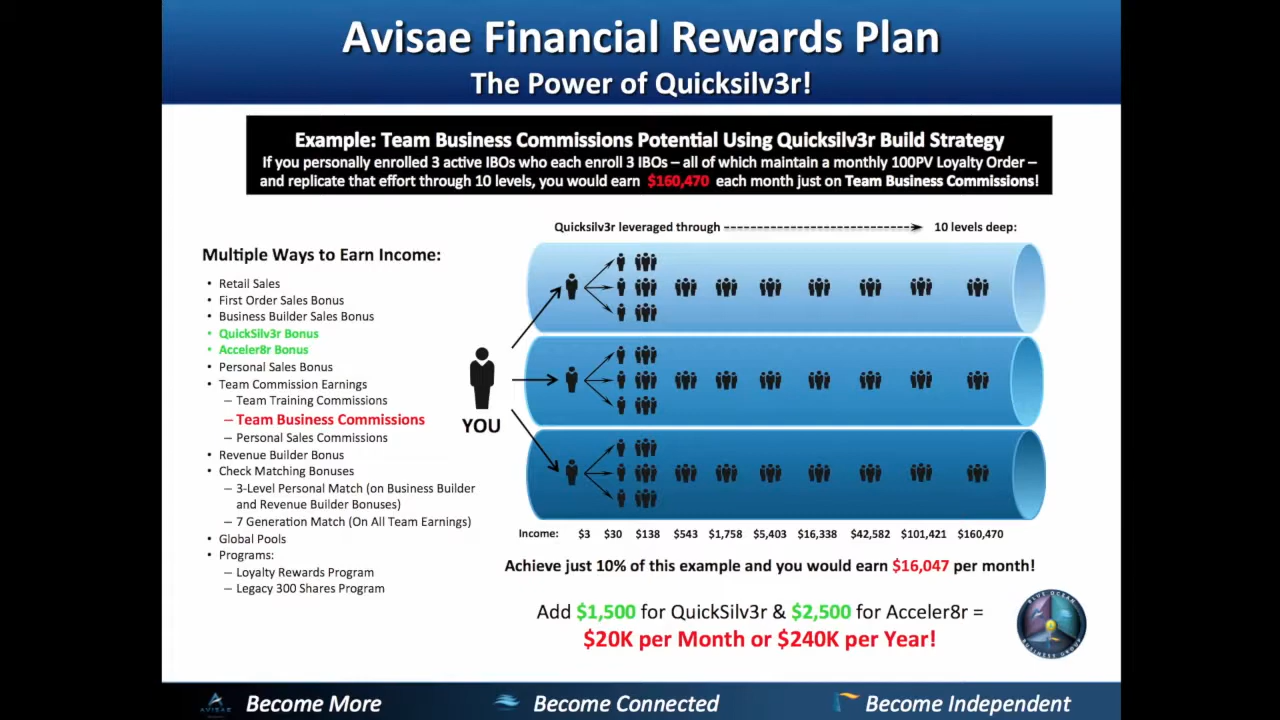 Avisae Financial Rewards Plan
The Power of Quicksilv3r!
Example: Team Business Commissions Potential Using Quicksilv3r Build Strategy
If you personally enrolled 3 active IBOs who each enroll 3 IBOs – all of which maintain a monthly 100PV Loyalty Order –
and replicate that effort through 10 levels, you would earn $160,470 each month just on Team Business Commissions!
Quicksilv3r leveraged through 10 levels deep:
Multiple Ways to Earn Income:
• Retail Sales
• First Order Sales Bonus
• Business Builder Sales Bonus
• QuickSilv3r Bonus
• Acceler8r Bonus
• Personal Sales Bonus
• Team Commission Earnings
– Team Training Commissions
– Team Business Commissions
– Personal Sales Commissions
• Revenue Builder Bonus
• Check Matching Bonuses
– 3-Level Personal Match (on Business Builder
and Revenue Builder Bonuses)
– 7 Generation Match (On All Team Earnings)
• Global Pools
• Programs:
– Loyalty Rewards Program
– Legacy 300 Shares Program
YOU
Income: $3 $30 $138 $543 $1,758 $5,403 $16,338 $42,582 $101,421 $160,470
Achieve just 10% of this example and you would earn $16,047 per month!
Add $1,500 for QuickSilv3r & $2,500 for Acceler8r =
$20K per Month or $240K per Year!
BLUE OCEAN
BUSINESS GROUP
AVISAE
Become More
Become Connected
Become Independent